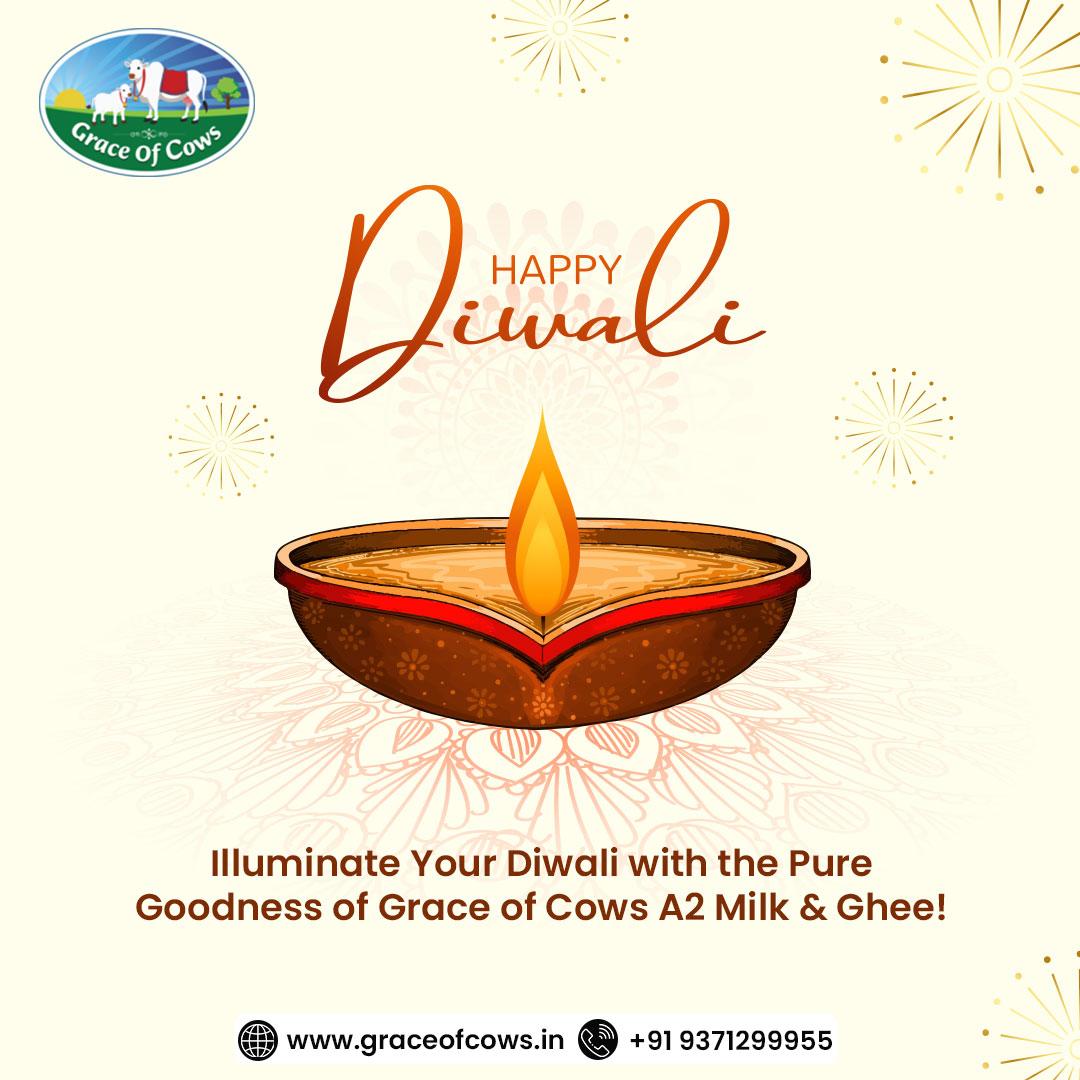 Grace Of Cows
HAPPY
Diwali
Illuminate Your Diwali with the Pure
Goodness of Grace of Cows A2 Milk & Ghee!
www.graceofcows.in +91 9371299955